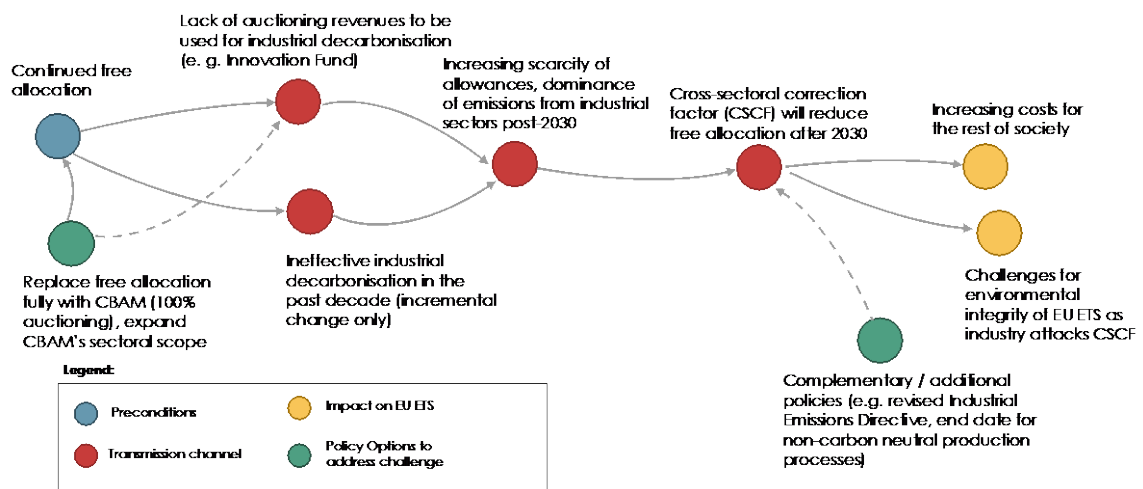 Lack of auctioning revenues to be
used for industrial decarbonisation
(e. g. Innovation Fund)
Continued free
allocation
Increasing scarcity of
allowances, dominance
of emissions from industrial
sectors post-2030
Cross-sectoral correction
factor (CSCF) will reduce
free allocation after 2030
Increasing costs for
the rest of society
Replace free allocation
fully with CBAM (100%
auctioning), expand
CBAM's sectoral scope
Ineffective industrial
decarbonisation in the
past decade (incremental
change only)
Challenges for
environmental
integrity of EU ETS as
industry attacks CSCF
Complementary / additional
policies (e.g. revised Industrial
Emissions Directive, end date for
non-carbon neutral production
processes)
Legend:
Preconditions
Impact on EU ETS
Transmission channel
Policy Options to
address challenge